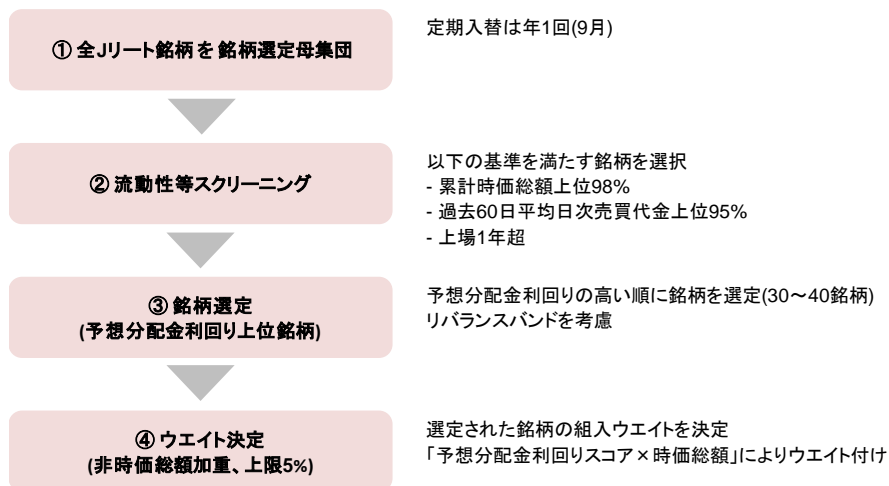 ① 全Jリート銘柄を 銘柄選定母集団
定期入替は年1回(9月)
② 流動性等スクリーニング
以下の基準を満たす銘柄を選択
- 累計時価総額上位98%
- 過去60日平均日次売買代金上位95%
- 上場1年超
③ 銘柄選定
(予想分配金利回り上位銘柄)
予想分配金利回りの高い順に銘柄を選定(30～40銘柄)
リバランスバンドを考慮
④ ウエイト決定
(非時価総額加重、上限5%)
選定された銘柄の組入ウエイトを決定
「予想分配金利回りスコア×時価総額」によりウエイト付け